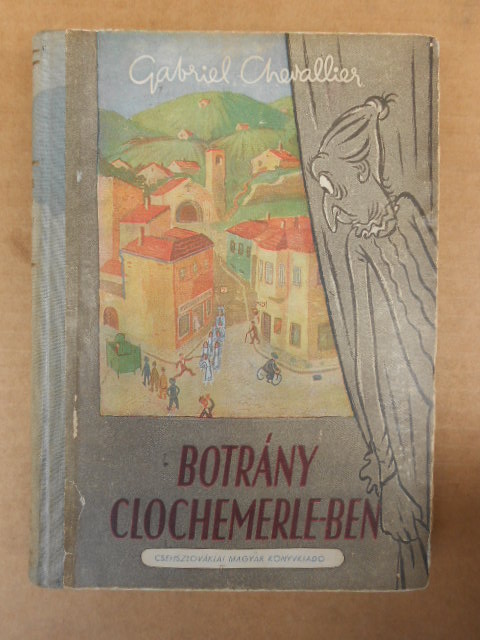 Gabriel Chevallier
BOTRÁNY
CLOCHEMERLE-BEN
CSEHSZLOVÁKIAI MAGYAR KÖNYVKIADÓ